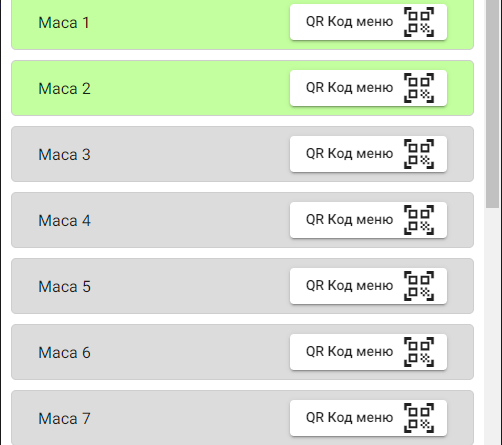 Маса 1 QR Код меню
Маса 2 QR Код меню
Маса 3 QR Код меню
Маса 4 QR Код меню
Маса 5 QR Код меню
Маса 6 QR Код меню
Маса 7 QR Код меню